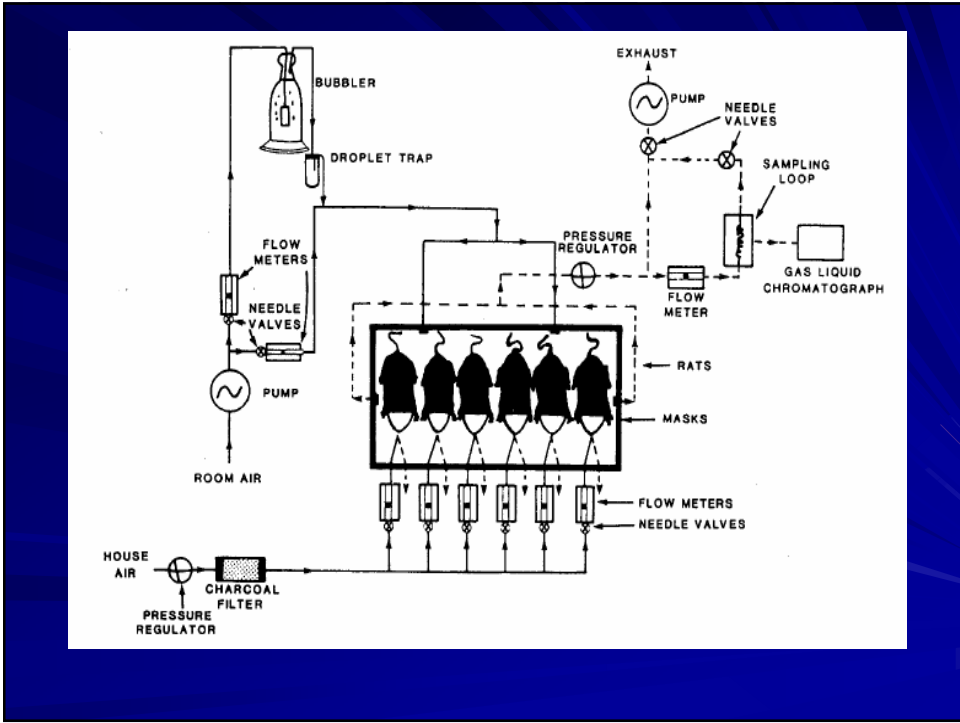 EXHAUST
BUBBLER
PUMP
NEEDLE
VALVES
DROPLET TRAP
SAMPLING
LOOP
FLOW
METERS
PRESSURE
REGULATOR
GAS LIQUID
CHROMATOGRAPH
FLOW
METER
NEEDLE
VALVES
RATS
PUMP
MASKS
ROOM AIR
FLOW METERS
NEEDLE VALVES
HOUSE
AIR
CHARCOAL
FILTER
PRESSURE
REGULATOR